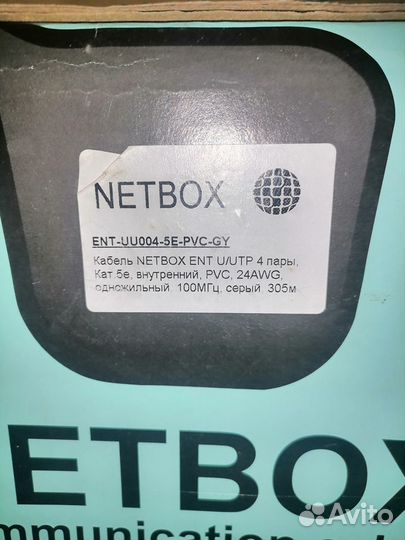 NETBOX
ENT-UU004-5E-PVC-GY
Кабель NETBOX ENT U/UTP 4 пары,
Кат.5е, внутренний, PVC, 24AWG,
одножильный 100МГц, серый 305м
ETBOX
Avito